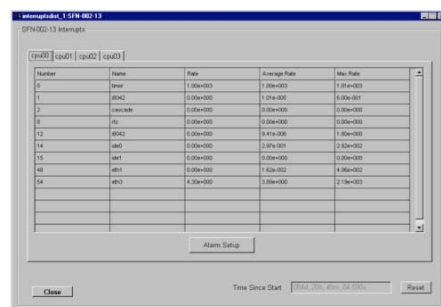 interruptsdist_1:SFN-002-13
SFN-002-13 Interrupts
cpu00 cpu01 cpu02 cpu03
Number Name Rate Average Rate Max Rate
0 timer 1.00e+003 1.00e+003 1.01e+003
1 i8042 0.00e+000 1.01e-005 6.00e-001
2 cascade 0.00e+000 0.00e+000 0.00e+000
8 rtc 0.00e+000 0.00e+000 0.00e+000
12 i8042 0.00e+000 9.41e-006 1.80e+000
14 ide0 0.00e+000 2.97e-001 2.82e+002
15 ide1 0.00e+000 0.00e+000 0.00e+000
48 eth1 0.00e+000 1.62e-002 4.06e+002
54 eth3 4.30e+000 3.89e+000 2.19e+003
Alarm Setup
Close Time Since Start Reset